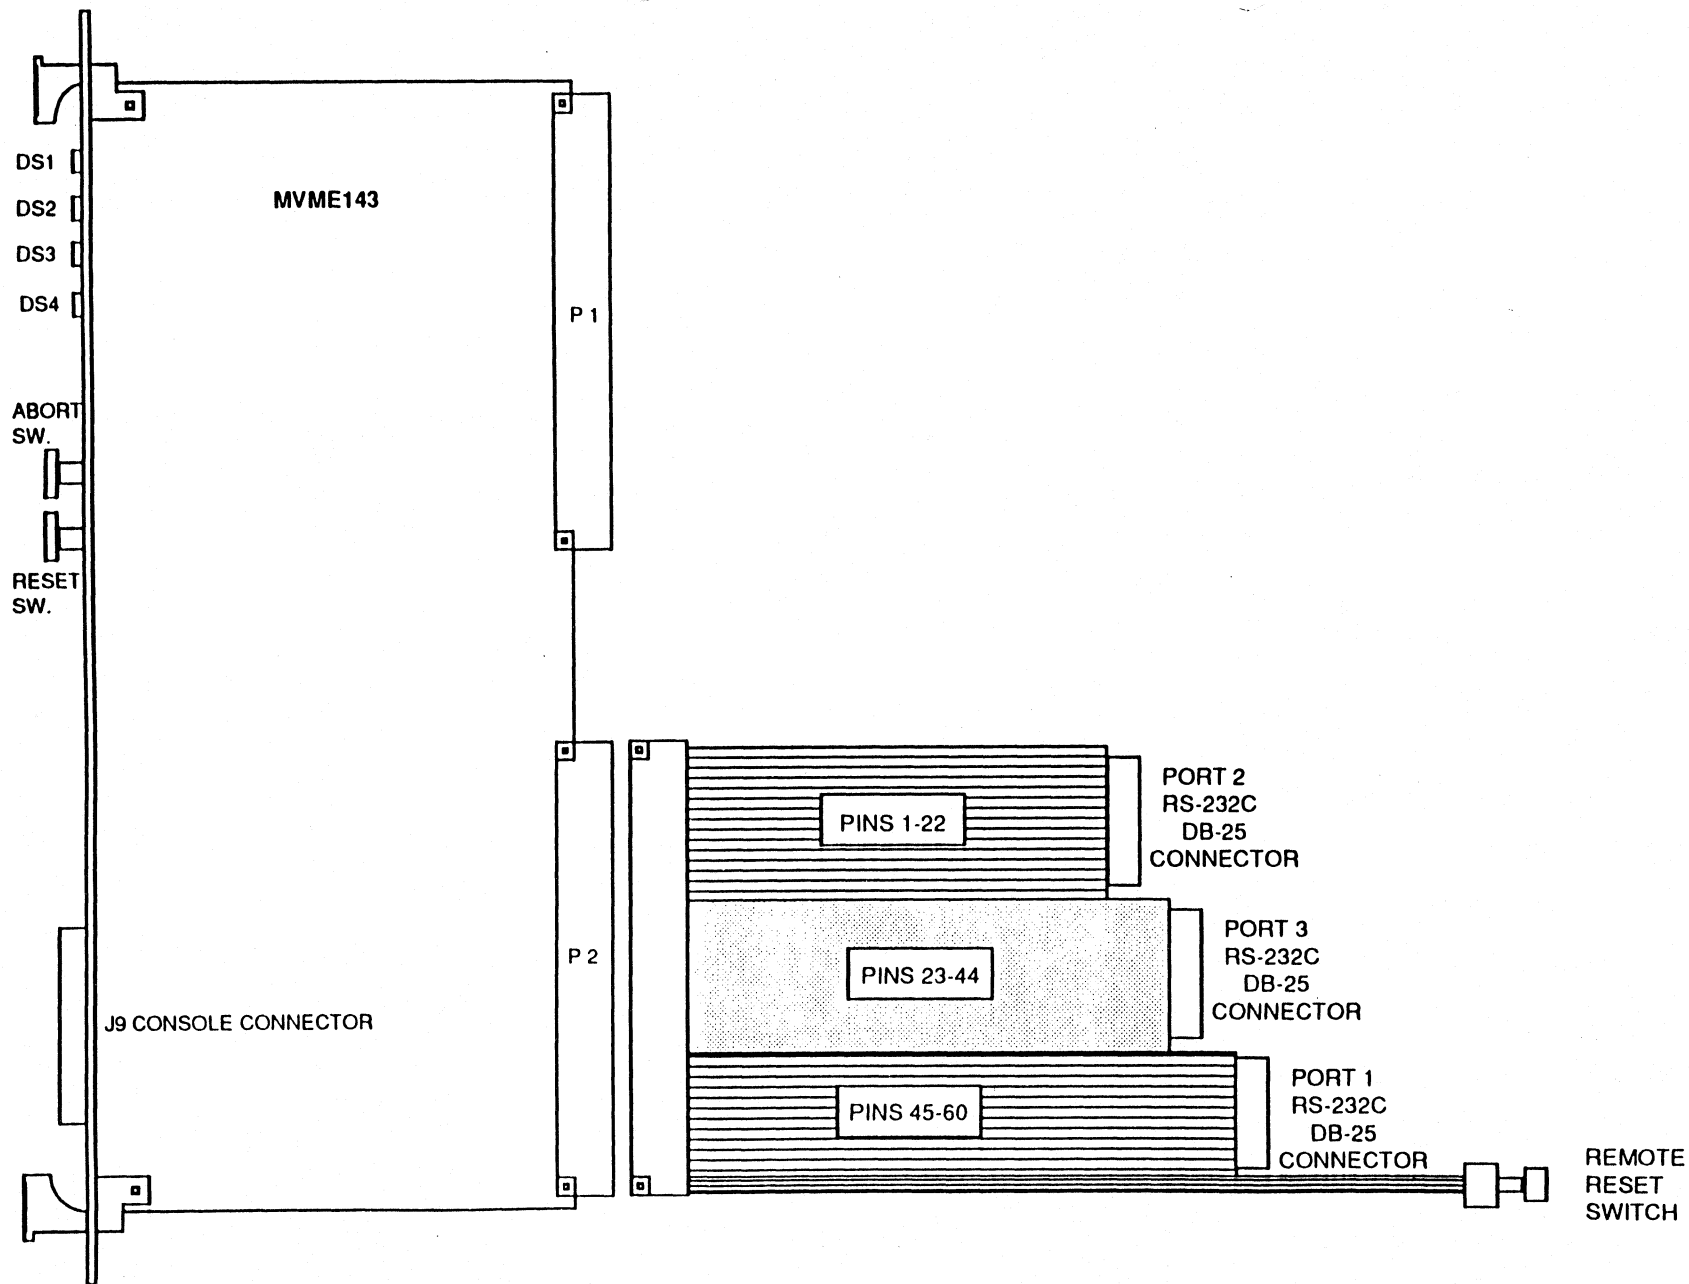 DS1
DS2
DS3
DS4
MVME143
P 1
ABORT
SW.
RESET
SW.
P 2
J9 CONSOLE CONNECTOR
PINS 1-22
PORT 2
RS-232C
DB-25
CONNECTOR
PINS 23-44
PORT 3
RS-232C
DB-25
CONNECTOR
PINS 45-60
PORT 1
RS-232C
DB-25
CONNECTOR
REMOTE
RESET
SWITCH